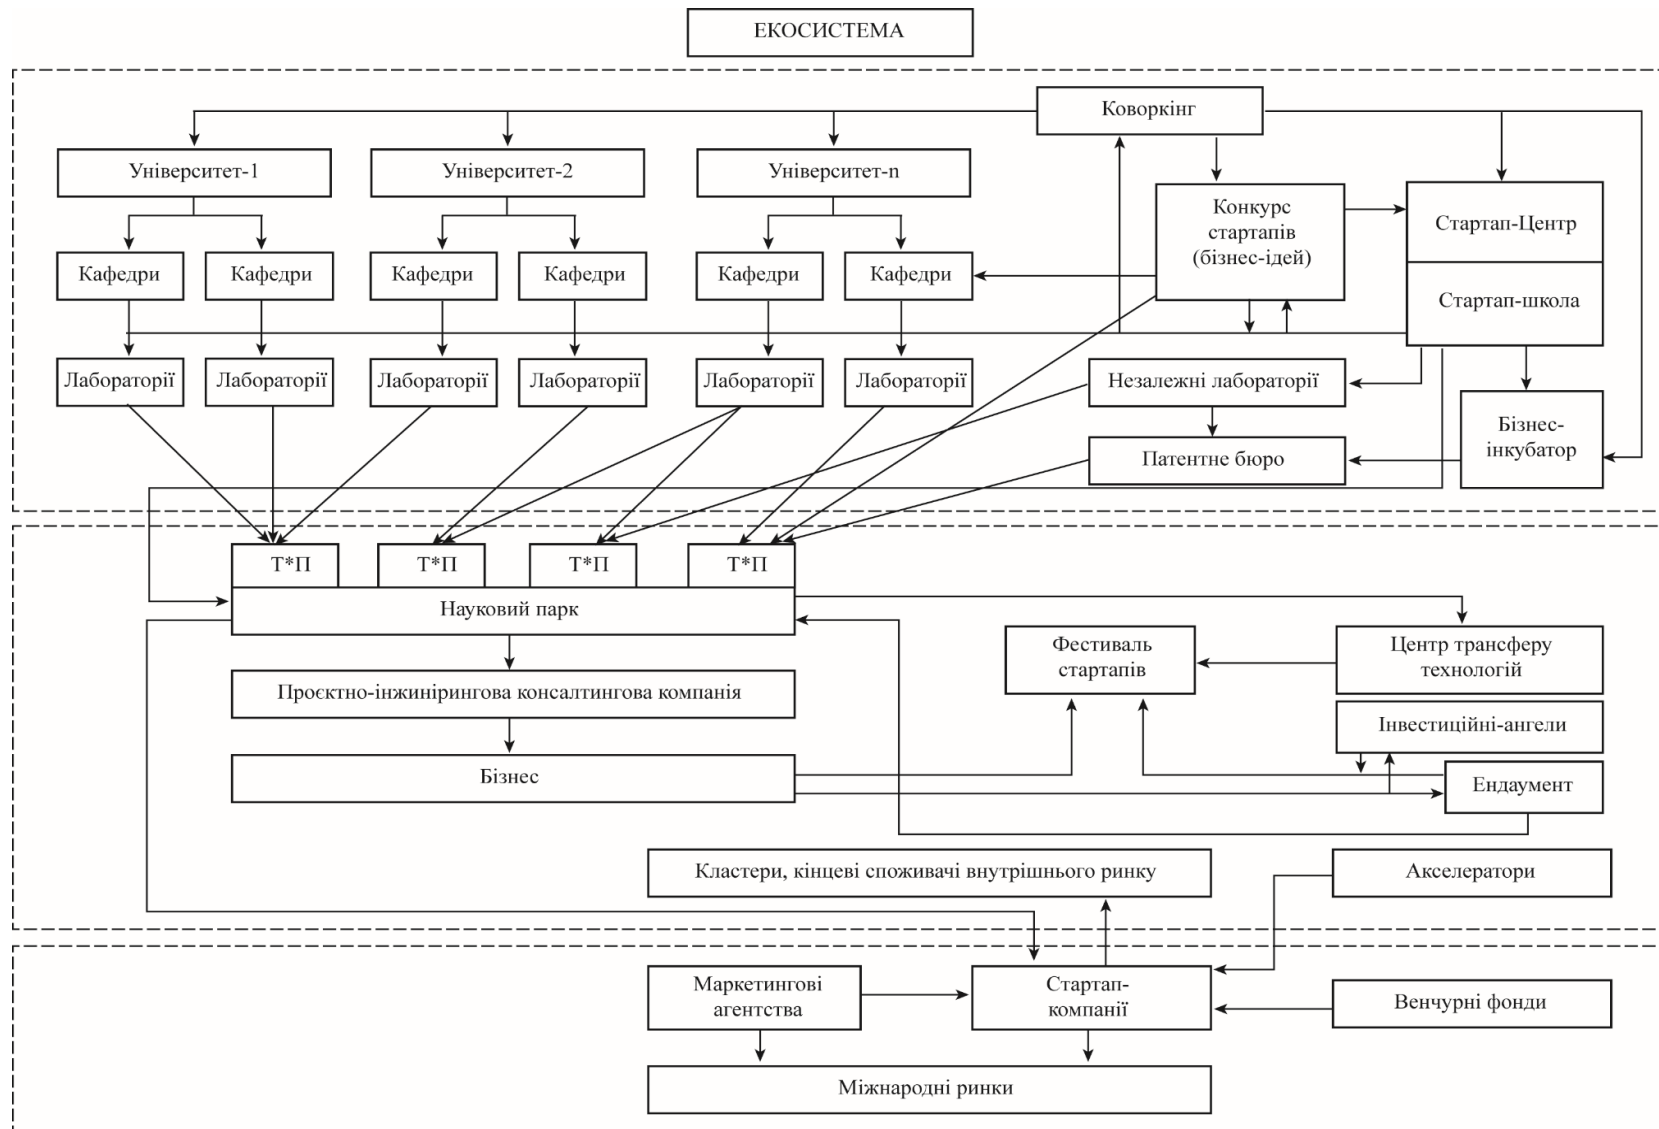 ЕКОСИСТЕМА
Коворкінг
Університет-1
Університет-2
Університет-n
Конкурс
стартапів
(бізнес-ідей)
Стартап-Центр
Кафедри
Кафедри
Кафедри
Кафедри
Кафедри
Кафедри
Стартап-школа
Лабораторії
Лабораторії
Лабораторії
Лабораторії
Лабораторії
Лабораторії
Незалежні лабораторії
Бізнес-
інкубатор
Патентне бюро
Т*П
Т*П
Т*П
Т*П
Науковий парк
Фестиваль
стартапів
Центр трансферу
технологій
Проєктно-інжинірингова консалтингова компанія
Інвестиційні-ангели
Бізнес
Ендаумент
Кластери, кінцеві споживачі внутрішнього ринку
Акселератори
Маркетингові
агентства
Стартап-
компанії
Венчурні фонди
Міжнародні ринки